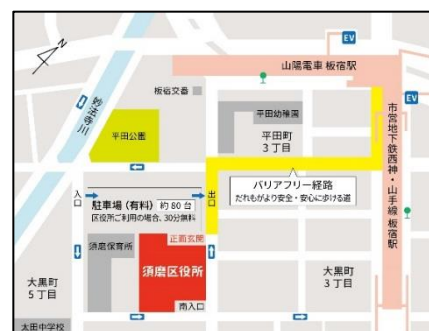 EV
山陽電車 板宿駅
EV
板宿交番
平田幼稚園
妙法寺川
平田公園
平田町
3丁目
市営地下鉄西神・山手線 板宿駅
バリアフリー経路
だれもがより安全・安心に歩ける道
入口
出口
駐車場(有料) 約80台
区役所ご利用の場合、30分無料
正面玄関
須磨保育所
須磨区役所
南入口
大黒町
5丁目
大黒町
3丁目
太田中学校
N